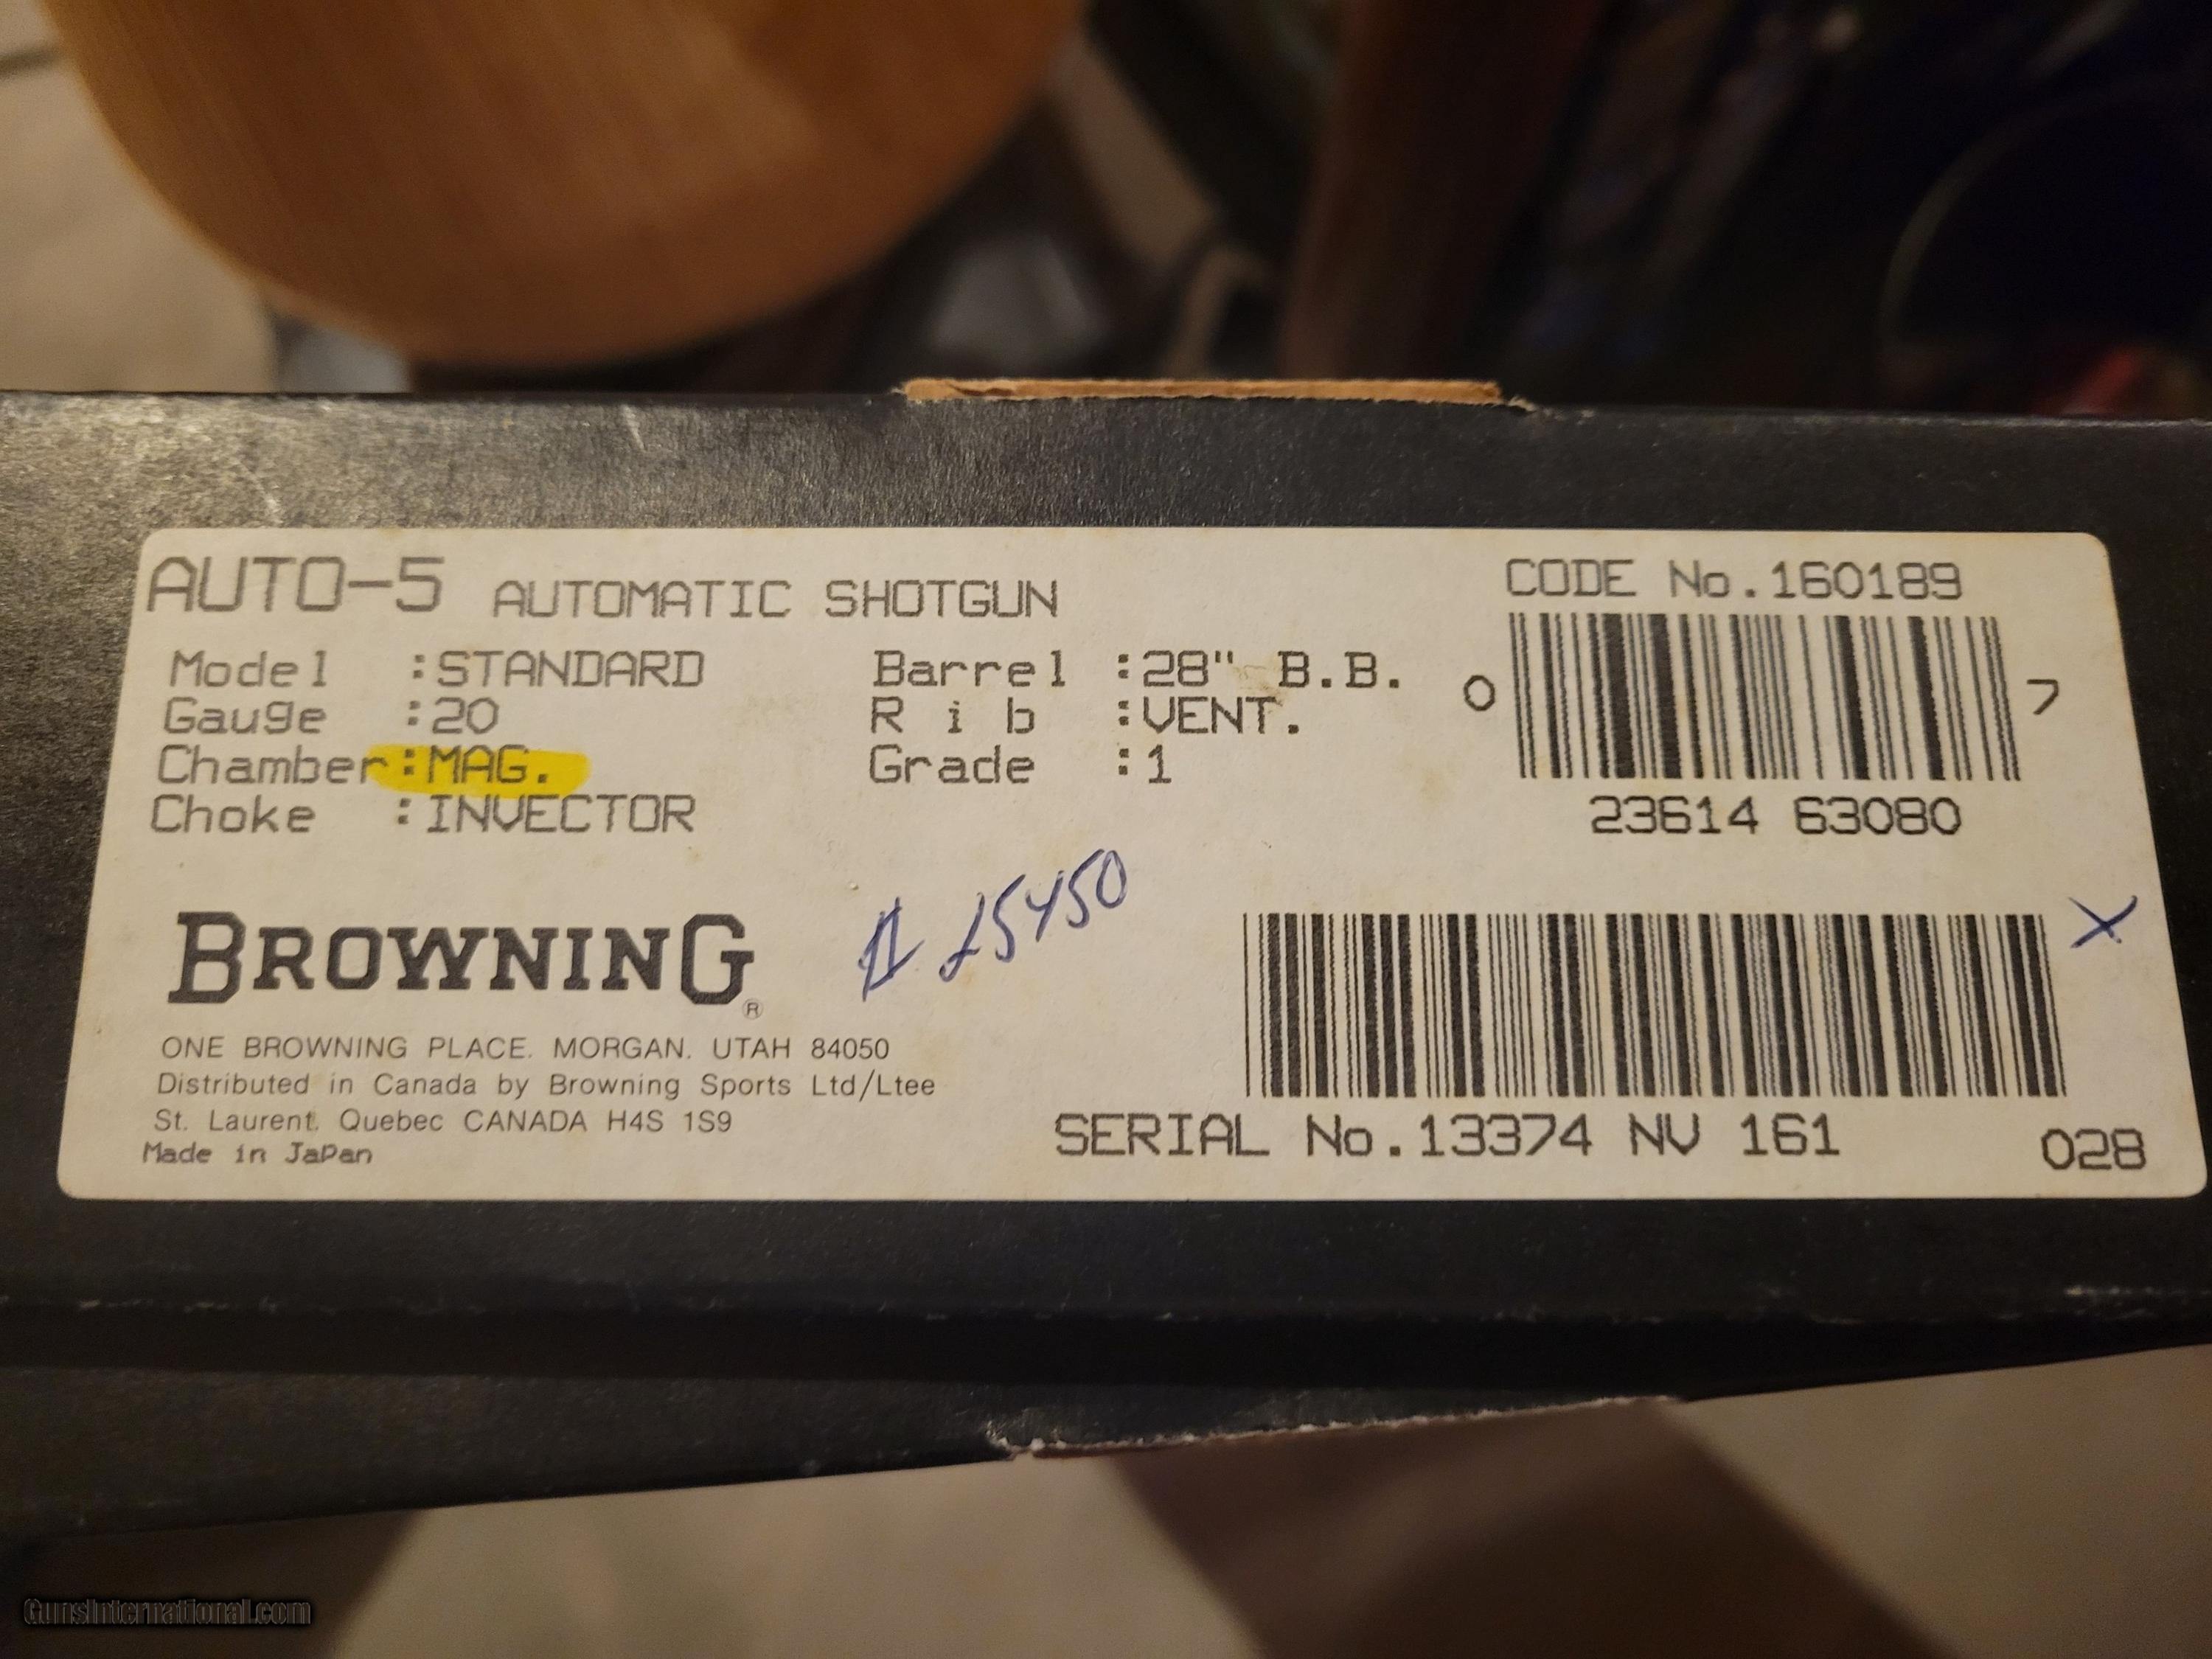 AUTO-5 AUTOMATIC SHOTGUN
Model :STANDARD
Gauge :20
Chamber:MAG.
Choke :INVECTOR
Barrel :28" B.B.
R i b :VENT.
Grade :1
CODE No.160189
0 7
23614 63080
BROWNING®
ONE BROWNING PLACE. MORGAN. UTAH 84050
Distributed in Canada by Browning Sports Ltd/Ltee
St. Laurent. Quebec CANADA H4S 1S9
Made in JaPan
X
SERIAL No.13374 NV 161
028
GunsInternational.com